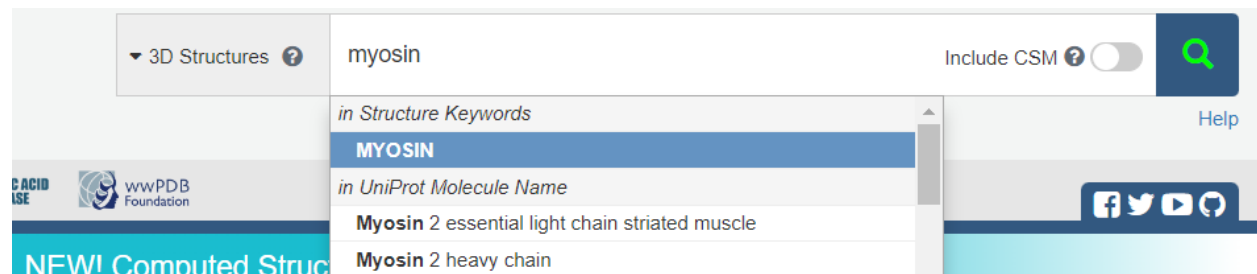 3D Structures ? myosin Include CSM ?
in Structure Keywords
Help
MYOSIN
in UniProt Molecule Name
C ACID
WWPDB
Foundation
Myosin 2 essential light chain striated muscle
NEW! Computed Struc
Myosin 2 heavy chain